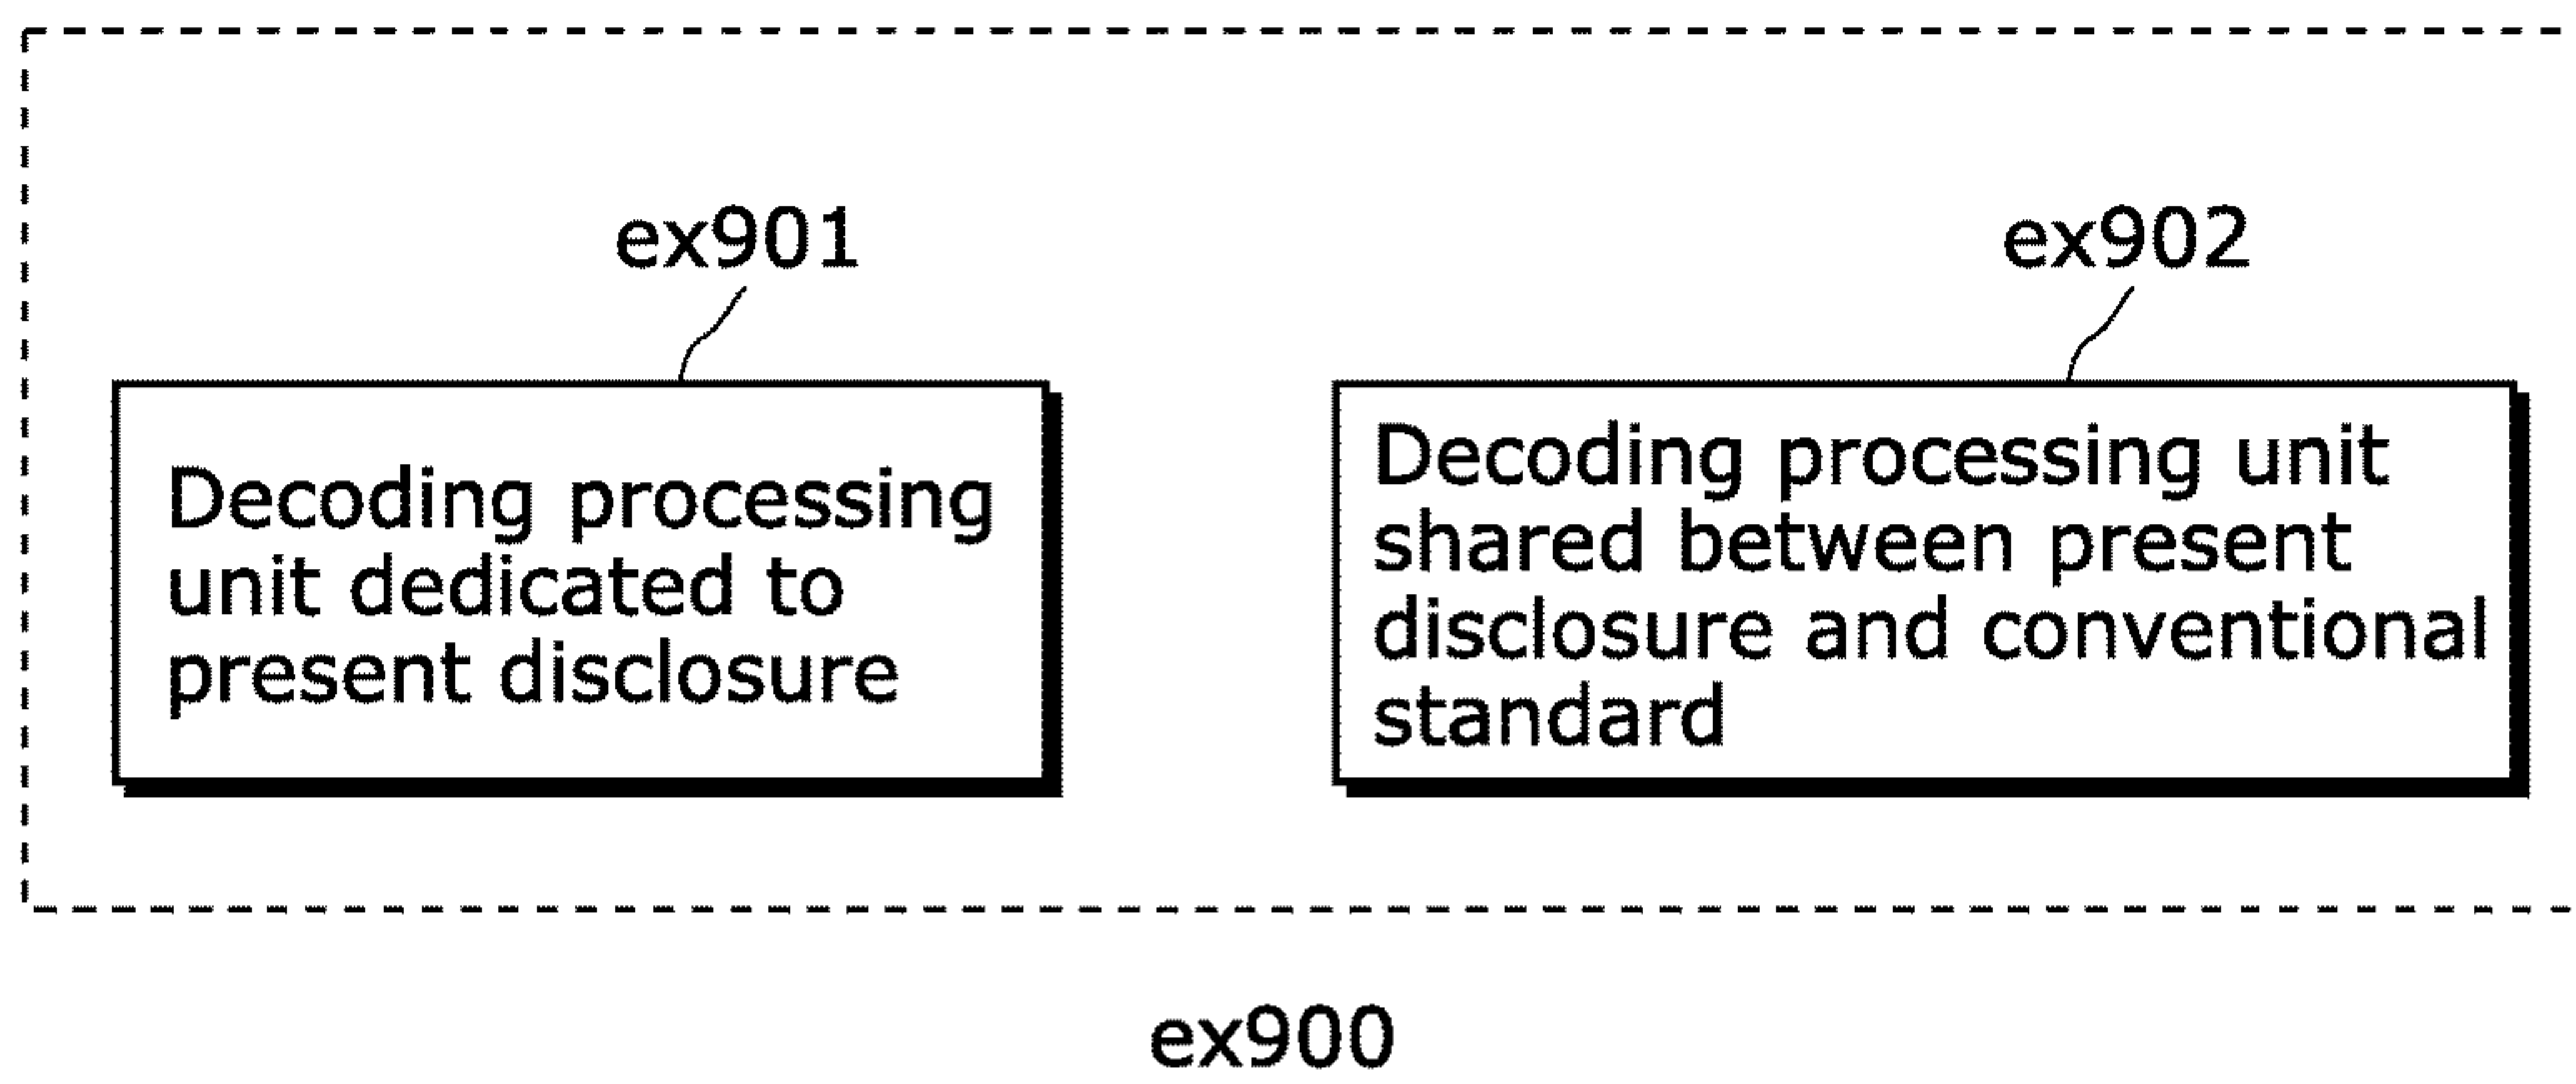 ex901
ex902
Decoding processing
unit dedicated to
present disclosure
Decoding processing unit
shared between present
disclosure and conventional
standard
ex900